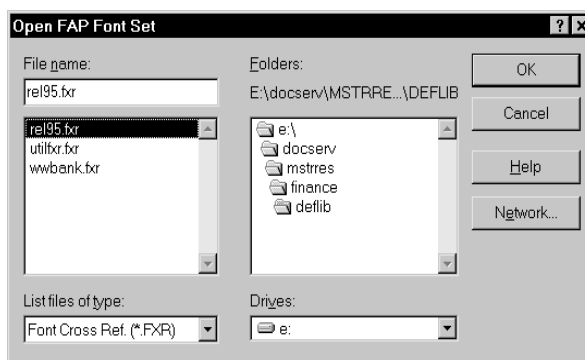 Open FAP Font Set
File name:
rel95.fxr
rel95.fxr
utilfxr.fxr
wwbank.fxr
List files of type:
Font Cross Ref. (*.FXR)
Folders:
E:\docserv\MSTRRE...\DEFLIB
e:\
docserv
mstrres
finance
deflib
Drives:
e:
OK
Cancel
Help
Network...